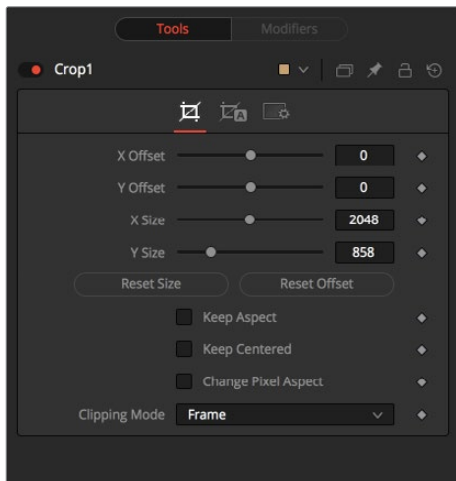 Tools Modifiers
Crop1
A
X Offset 0
Y Offset 0
X Size 2048
Y Size 858
Reset Size Reset Offset
Keep Aspect
Keep Centered
Change Pixel Aspect
Clipping Mode Frame